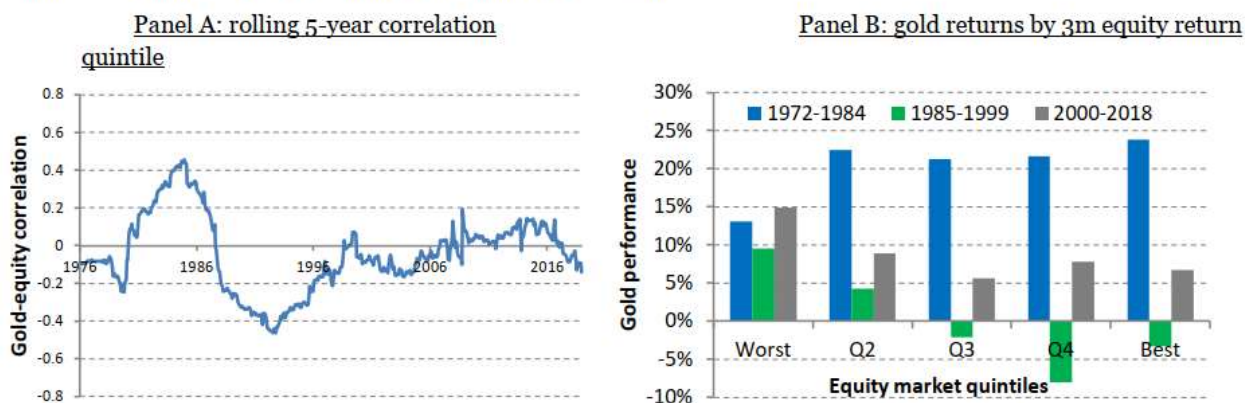 Panel A: rolling 5-year correlation
quintile
Gold-equity correlation
0.8
0.6
0.4
0.2
0
-0.2
-0.4
-0.6
-0.8
1976
1986
1996
2006
2016
Panel B: gold returns by 3m equity return
Gold performance
30%
25%
20%
15%
10%
5%
0%
-5%
-10%
1972-1984
1985-1999
2000-2018
Worst
Q2
Q3
Q4
Best
Equity market quintiles